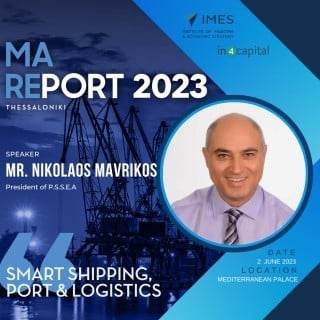 IMES
INSTITUTE OF MARITIME
& ECONOMIC STRATEGY
in4capital
MA
REPORT 2023
THESSALONIKI
SPEAKER
MR. NIKOLAOS MAVRIKOS
President of P.S.S.E.A
SMART SHIPPING,
PORT & LOGISTICS
DATE
2 JUNE 2023
LOCATION
MEDITERRANEAN PALACE